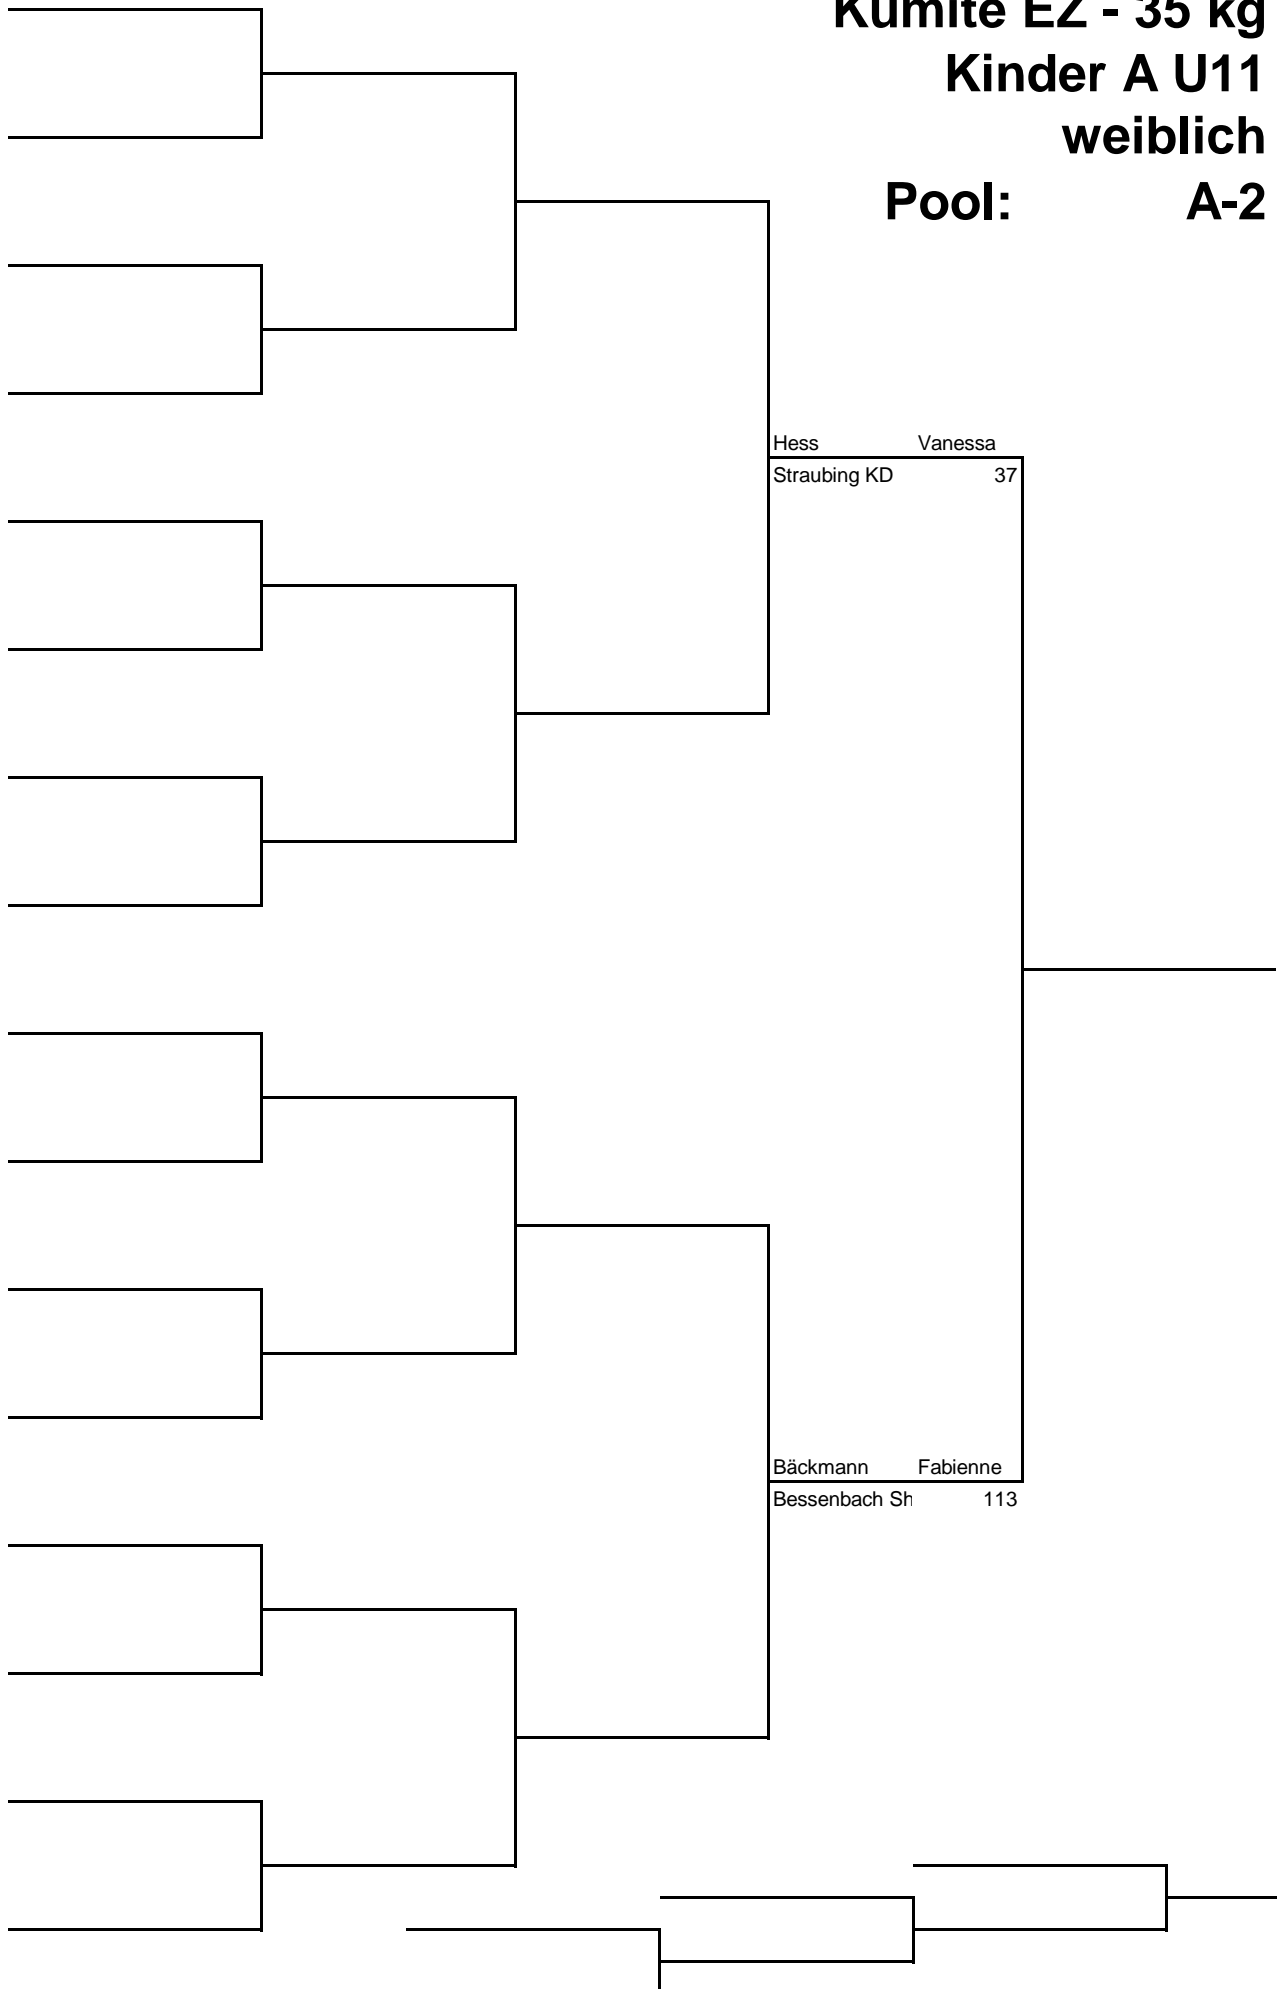 Kumite EZ - 35 kg
Kinder A U11
weiblich
Pool: A-2
Hess Vanessa
Straubing KD 37
Bäckmann Fabienne
Bessenbach Sh 113